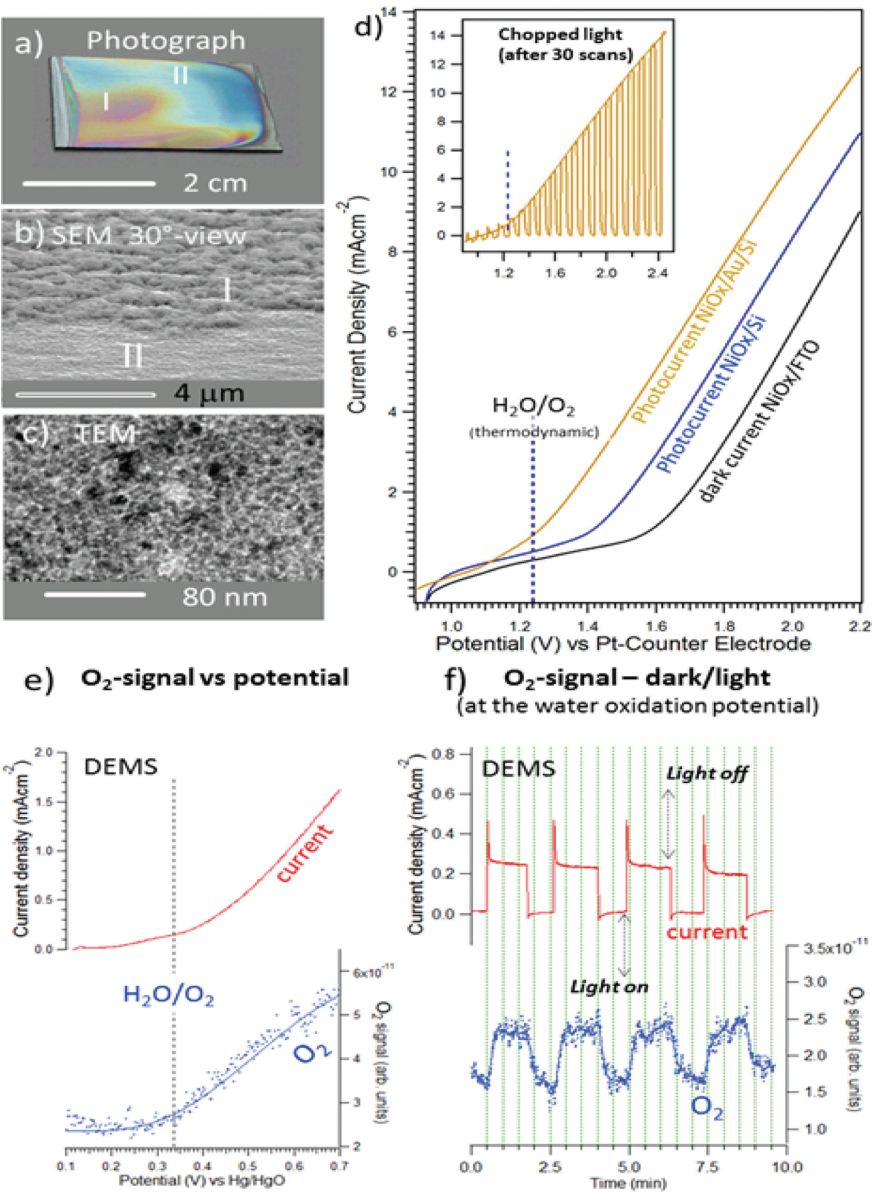 a) Photograph
I
II
2 cm
b) SEM 30°-view
I
II
4 μm
c) TEM
80 nm
d)
Chopped light
(after 30 scans)
14
12
10
8
6
4
2
0
1.2
1.6
2.0
2.4
14
12
10
8
6
4
2
0
Current Density (mAcm⁻²)
Photocurrent NiOx/Au/Si
Photocurrent NiOx/Si
dark current NiOx/FTO
H₂O/O₂
(thermodynamic)
1.0
1.2
1.4
1.6
1.8
2.0
2.2
Potential (V) vs Pt-Counter Electrode
e) O₂-signal vs potential
DEMS
2.0
1.5
1.0
0.5
0.0
Current density (mAcm⁻²)
current
H₂O/O₂
O₂
6x10⁻¹¹
5
4
3
2
O₂ signal (arb. units)
0.1
0.2
0.3
0.4
0.5
0.6
0.7
Potential (V) vs Hg/HgO
f) O₂-signal – dark/light
(at the water oxidation potential)
DEMS
Light off
0.8
0.6
0.4
0.2
0.0
Current density (mAcm⁻²)
current
Light on
O₂
3.5x10⁻¹¹
3.0
2.5
2.0
1.5
1.0
O₂ signal (arb. units)
0.0
2.5
5.0
7.5
10.0
Time (min)